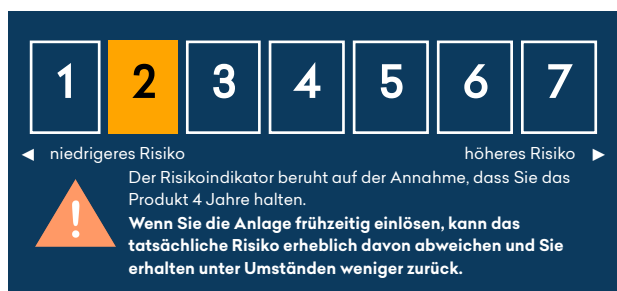 1 2 3 4 5 6 7
◄ niedrigeres Risiko höheres Risiko ►
Der Risikoindikator beruht auf der Annahme, dass Sie das
Produkt 4 Jahre halten.
Wenn Sie die Anlage frühzeitig einlösen, kann das
tatsächliche Risiko erheblich davon abweichen und Sie
erhalten unter Umständen weniger zurück.